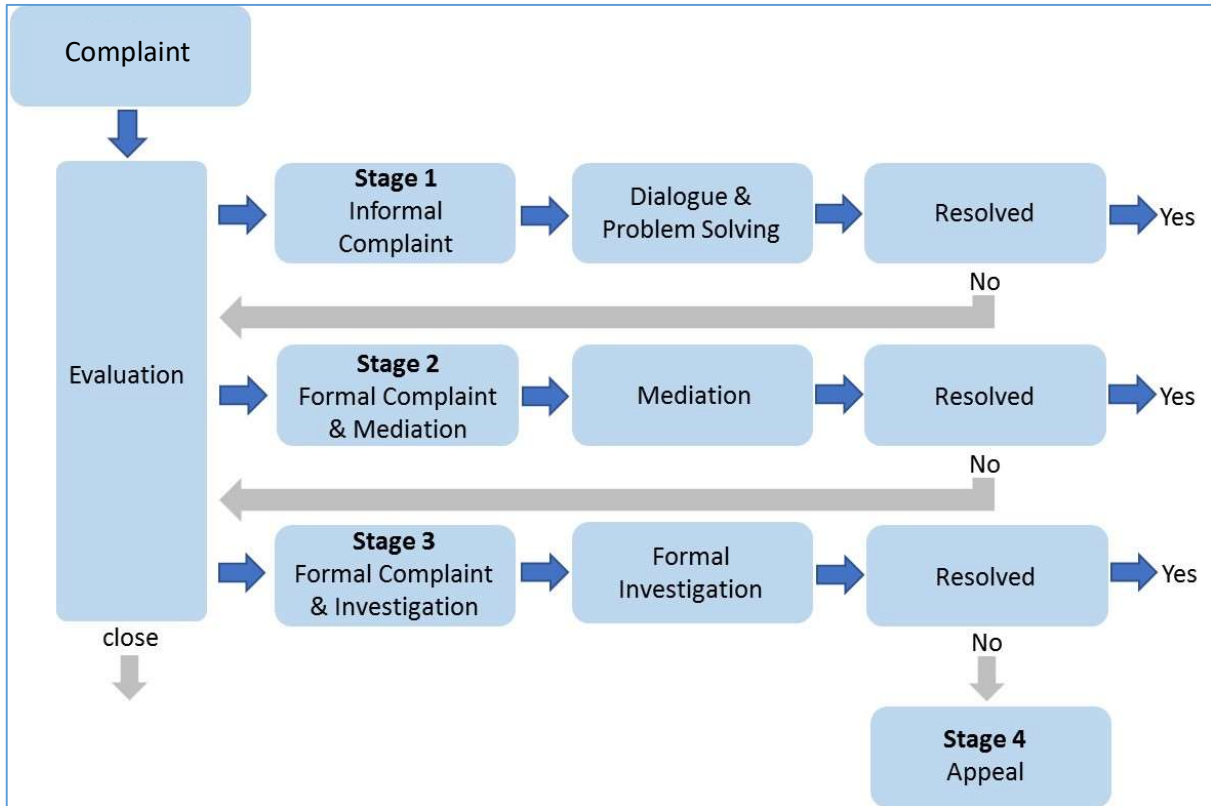 Complaint
Stage 1
Informal
Complaint
Dialogue &
Problem Solving
Resolved
Yes
No
Evaluation
Stage 2
Formal Complaint
& Mediation
Mediation
Resolved
Yes
No
Stage 3
Formal Complaint
& Investigation
Formal
Investigation
Resolved
Yes
close
No
Stage 4
Appeal